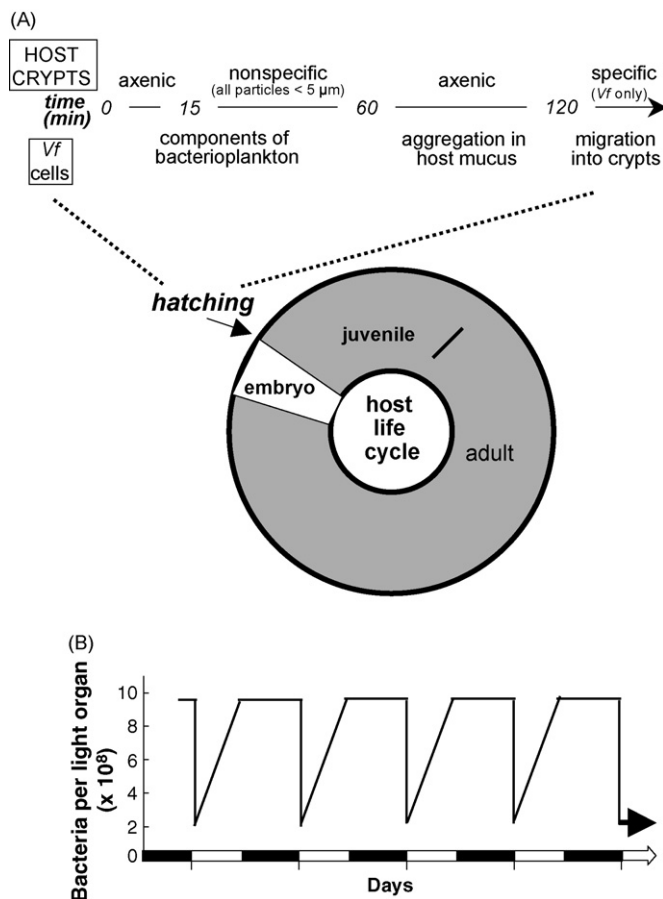 (A)
HOST
CRYPTS
time
(min)
0
axenic
15
nonspecific
(all particles < 5 µm)
60
axenic
120
specific
(Vf only)
Vf
cells
components of
bacterioplankton
aggregation in
host mucus
migration
into crypts
hatching
juvenile
embryo
host
life
cycle
adult
(B)
Bacteria per light organ
(x 10⁸)
10
8
6
4
2
0
Days